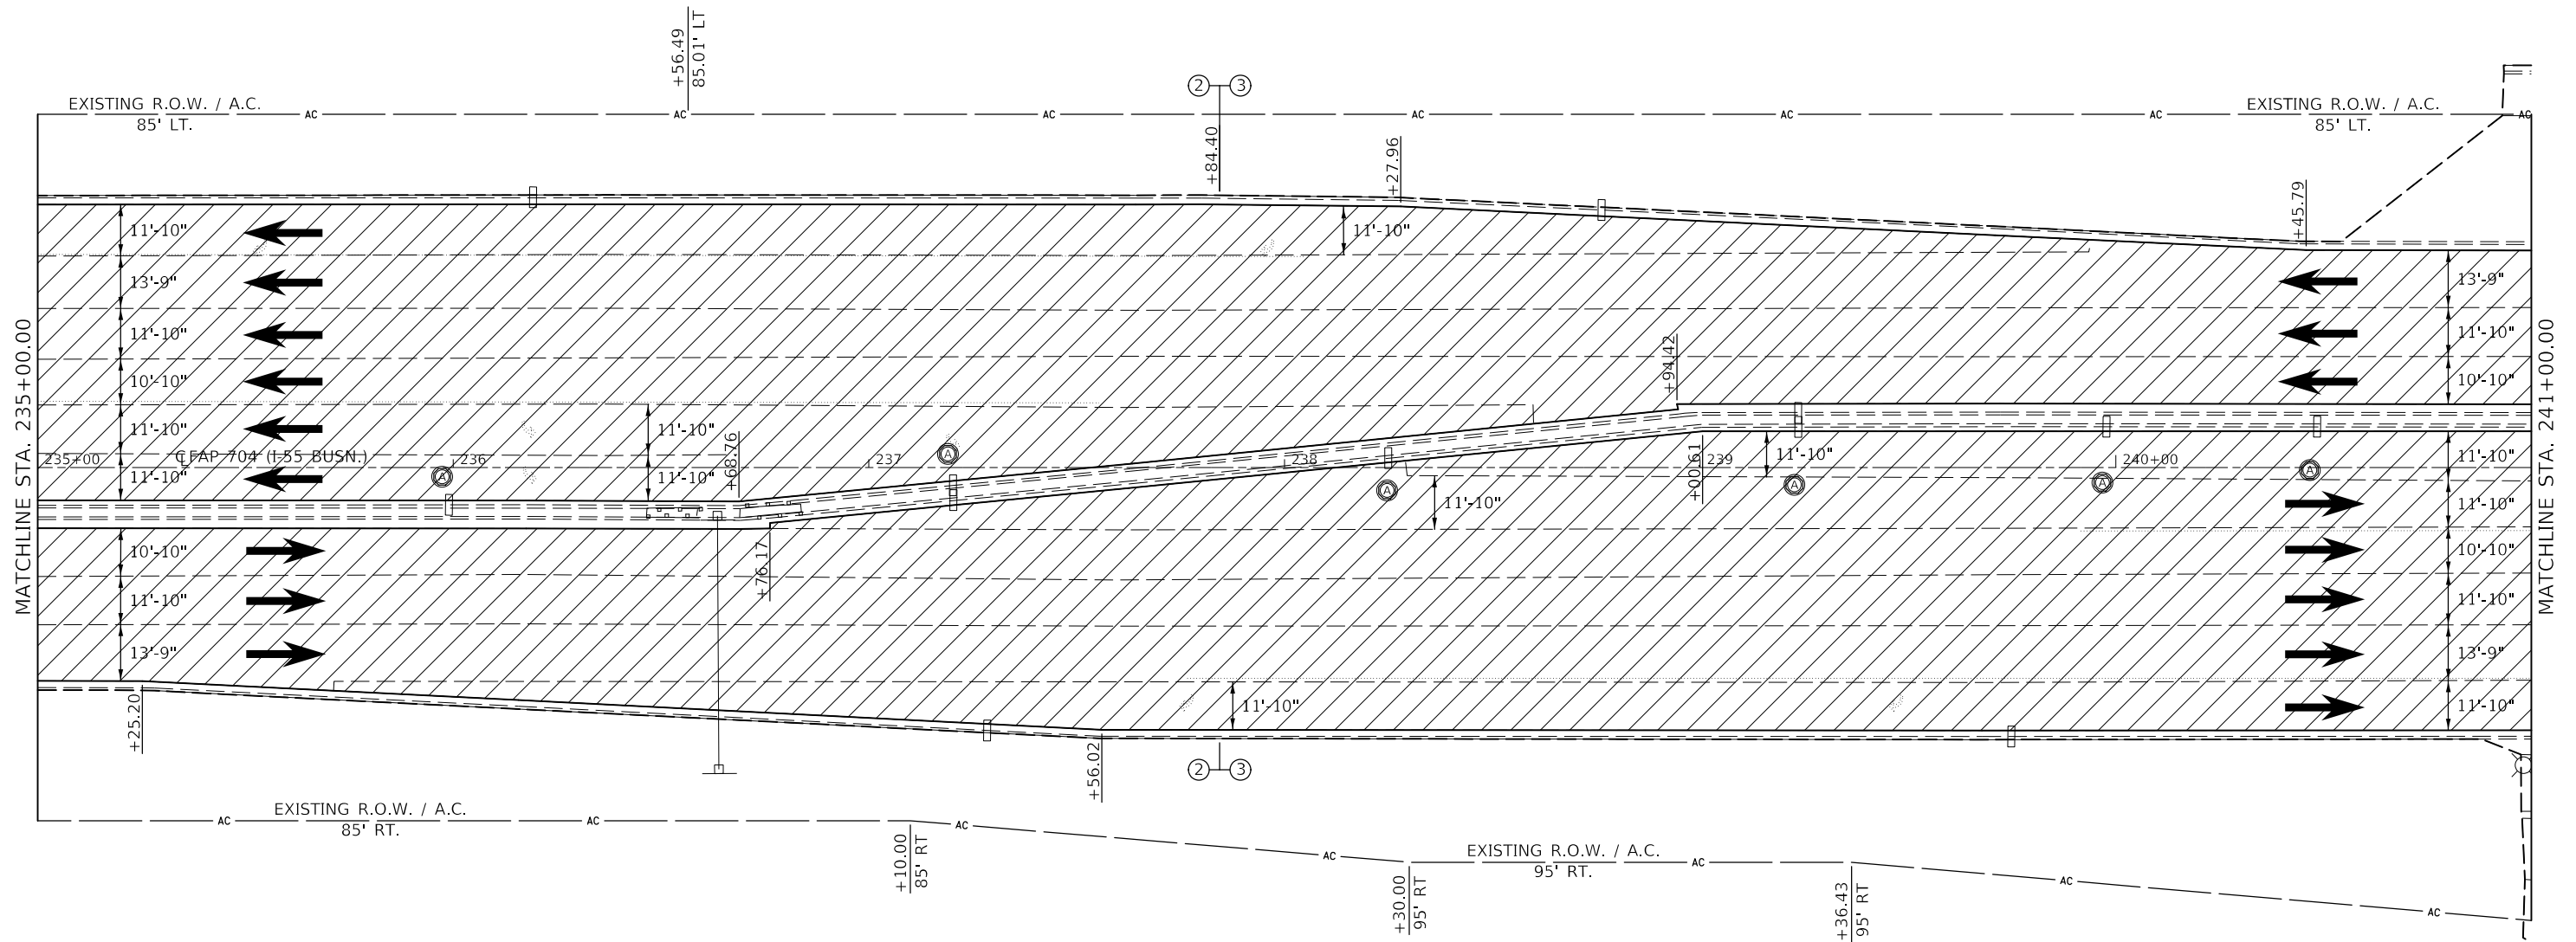 +56.49
85.01' LT
EXISTING R.O.W. / A.C.
85' LT.
AC
AC
AC
AC
AC
AC
AC
EXISTING R.O.W. / A.C.
85' LT.
2 3
+84.40
+27.96
+45.79
MATCHLINE STA. 235+00.00
11'-10"
13'-9"
11'-10"
10'-10"
11'-10"
11'-10"
235+00
CFAP 704 (I-55 BUSN.)
236
A
11'-10"
11'-10"
+68.76
237
A
11'-10"
238
A
11'-10"
+94.42
+00.61
239
11'-10"
A
240+00
A
A
13'-9"
11'-10"
10'-10"
11'-10"
11'-10"
10'-10"
11'-10"
13'-9"
11'-10"
MATCHLINE STA. 241+00.00
10'-10"
11'-10"
13'-9"
+76.17
11'-10"
+25.20
+56.02
2 3
EXISTING R.O.W. / A.C.
85' RT.
AC
AC
AC
AC
AC
AC
AC
+10.00
85' RT
EXISTING R.O.W. / A.C.
95' RT.
+30.00
95' RT
+36.43
95' RT